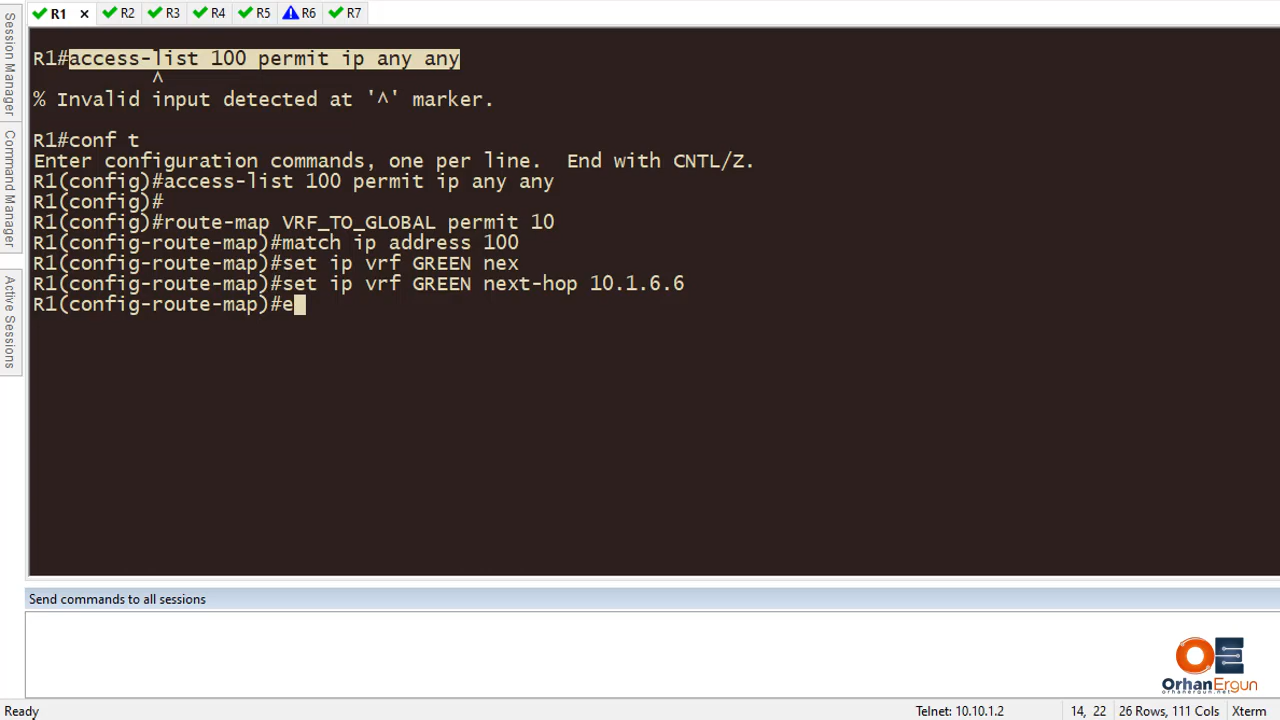 R1 × R2 R3 R4 R5 R6 R7
Session Manager
Command Manager
Active Sessions
R1#access-list 100 permit ip any any
^
% Invalid input detected at '^' marker.
R1#conf t
Enter configuration commands, one per line.  End with CNTL/Z.
R1(config)#access-list 100 permit ip any any
R1(config)#
R1(config)#route-map VRF_TO_GLOBAL permit 10
R1(config-route-map)#match ip address 100
R1(config-route-map)#set ip vrf GREEN nex
R1(config-route-map)#set ip vrf GREEN next-hop 10.1.6.6
R1(config-route-map)#e
Send commands to all sessions
OE
OrhanErgun
orhanergun.net
Ready Telnet: 10.10.1.2 14, 22 26 Rows, 111 Cols Xterm